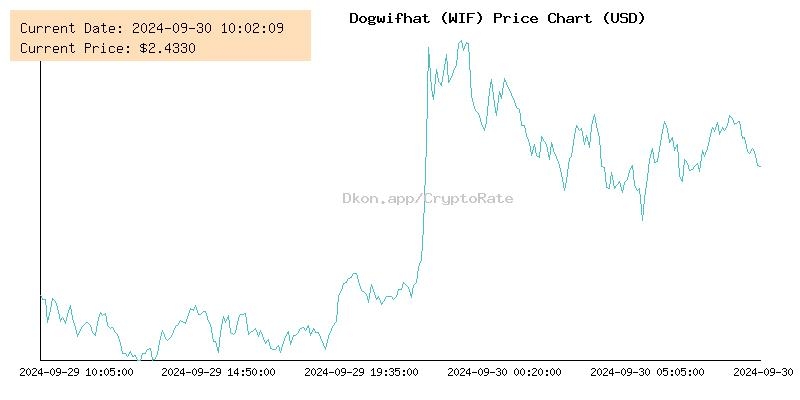 Dogwifhat (WIF) Price Chart (USD)
Current Date: 2024-09-30 10:02:09
Current Price: $2.4330
Dkon.app/CryptoRate
2024-09-29 10:05:00 2024-09-29 14:50:00 2024-09-29 19:35:00 2024-09-30 00:20:00 2024-09-30 05:05:00 2024-09-30